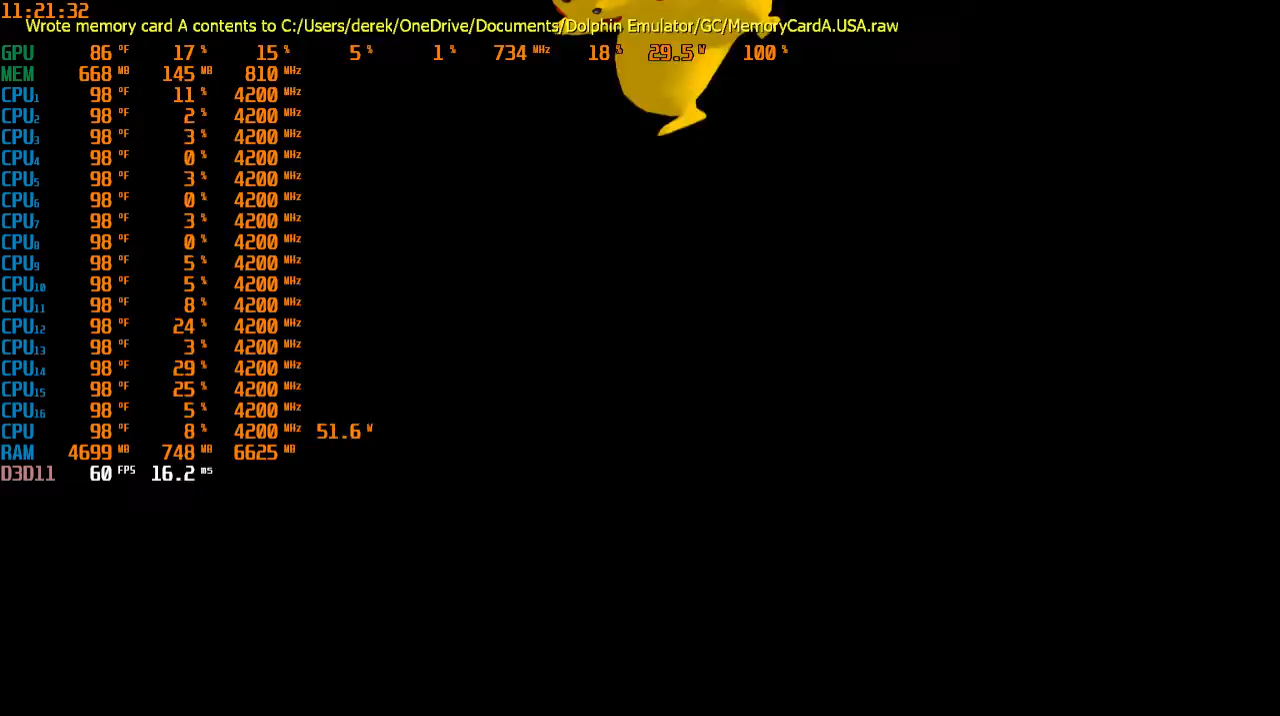 11:21:32
Wrote memory card A contents to C:/Users/derek/OneDrive/Documents/Dolphin Emulator/GC/MemoryCardA.USA.raw
GPU 86 °F 17 % 15 % 5 % 1 % 734 MHz 18 % 29.5 W 100 %
MEM 668 MB 145 MB 810 MHz
CPU1 98 °F 11 % 4200 MHz
CPU2 98 °F 2 % 4200 MHz
CPU3 98 °F 3 % 4200 MHz
CPU4 98 °F 0 % 4200 MHz
CPU5 98 °F 3 % 4200 MHz
CPU6 98 °F 0 % 4200 MHz
CPU7 98 °F 3 % 4200 MHz
CPU8 98 °F 0 % 4200 MHz
CPU9 98 °F 5 % 4200 MHz
CPU10 98 °F 5 % 4200 MHz
CPU11 98 °F 8 % 4200 MHz
CPU12 98 °F 24 % 4200 MHz
CPU13 98 °F 3 % 4200 MHz
CPU14 98 °F 29 % 4200 MHz
CPU15 98 °F 25 % 4200 MHz
CPU16 98 °F 5 % 4200 MHz
CPU 98 °F 8 % 4200 MHz 51.6 W
RAM 4699 MB 748 MB 6625 MB
D3D11 60 FPS 16.2 ms